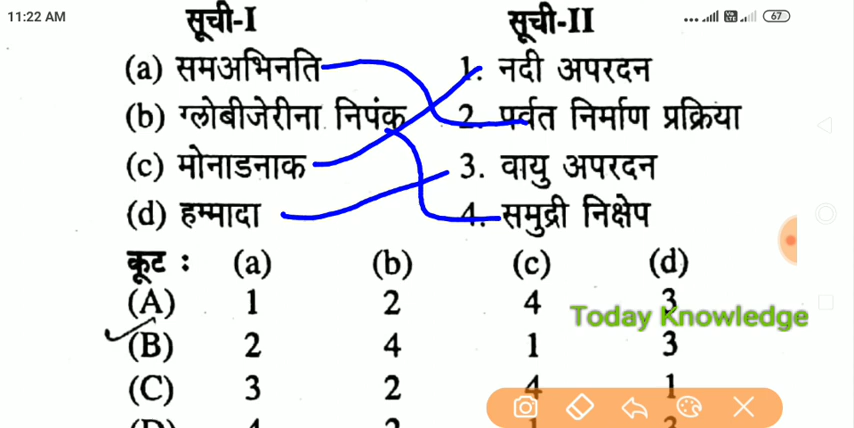 11:22 AM
67
सूची-I सूची-II
(a) समअभिनति 1. नदी अपरदन
(b) ग्लोबीजेरीना निपंक 2. पर्वत निर्माण प्रक्रिया
(c) मोनाडनाक 3. वायु अपरदन
(d) हम्मादा 4. समुद्री निक्षेप
कूट : (a) (b) (c) (d)
(A) 1 2 4 3
Today Knowledge
(B) 2 4 1 3
(C) 3 2 4 1